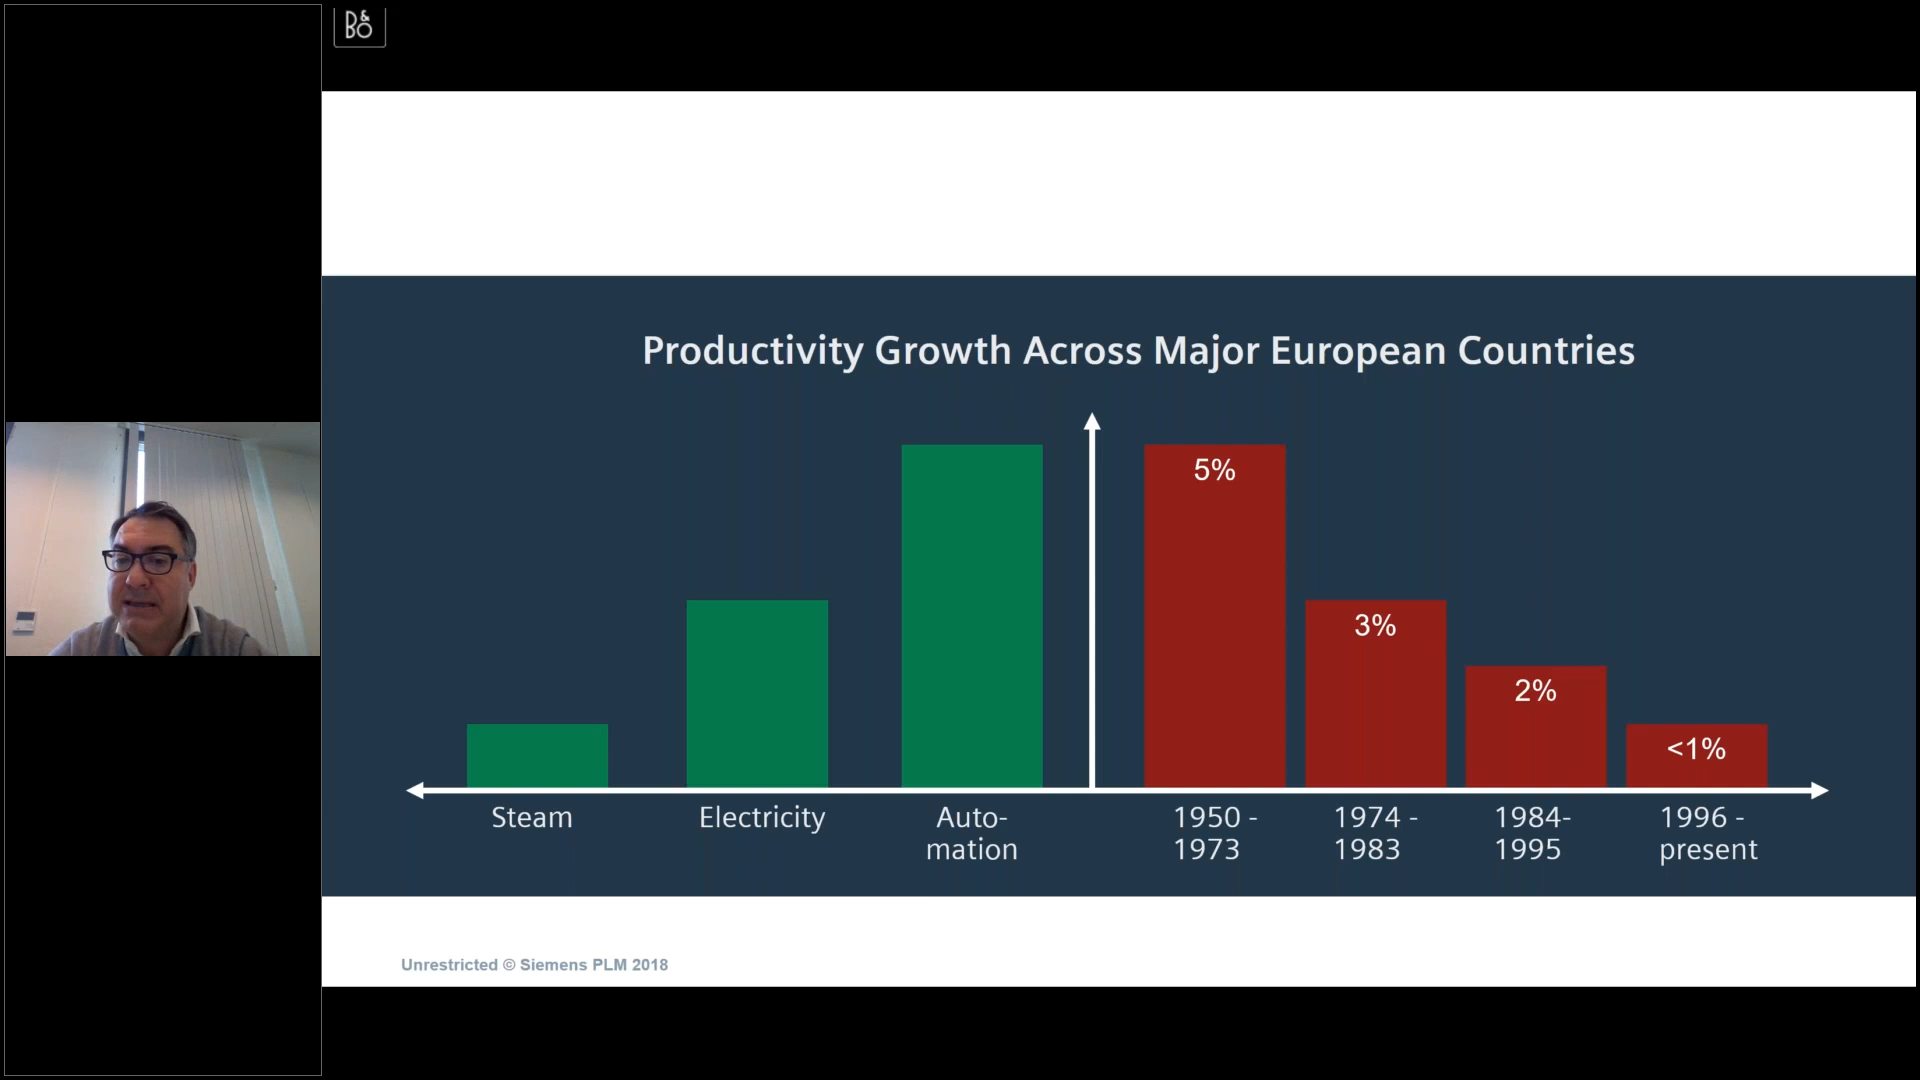 B&O
Productivity Growth Across Major European Countries
5%
3%
2%
<1%
Steam
Electricity
Auto-
mation
1950 -
1973
1974 -
1983
1984-
1995
1996 -
present
Unrestricted © Siemens PLM 2018